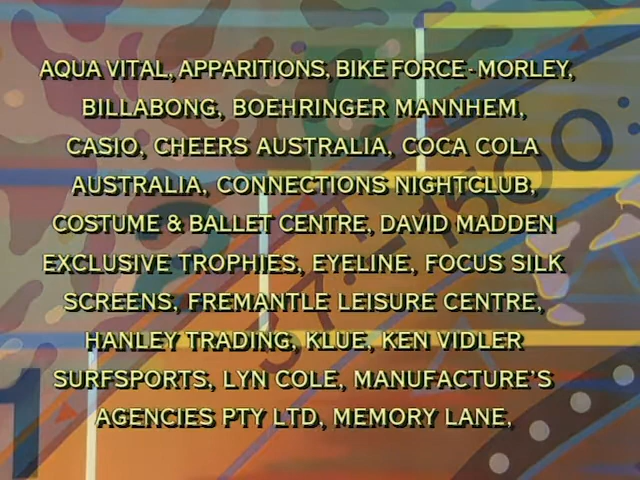 AQUA VITAL, APPARITIONS, BIKE FORCE-MORLEY,
BILLABONG, BOEHRINGER MANNHEM,
CASIO, CHEERS AUSTRALIA, COCA COLA
AUSTRALIA, CONNECTIONS NIGHTCLUB,
COSTUME & BALLET CENTRE, DAVID MADDEN
EXCLUSIVE TROPHIES, EYELINE, FOCUS SILK
SCREENS, FREMANTLE LEISURE CENTRE,
HANLEY TRADING, KLUE, KEN VIDLER
SURFSPORTS, LYN COLE, MANUFACTURE'S
AGENCIES PTY LTD, MEMORY LANE,